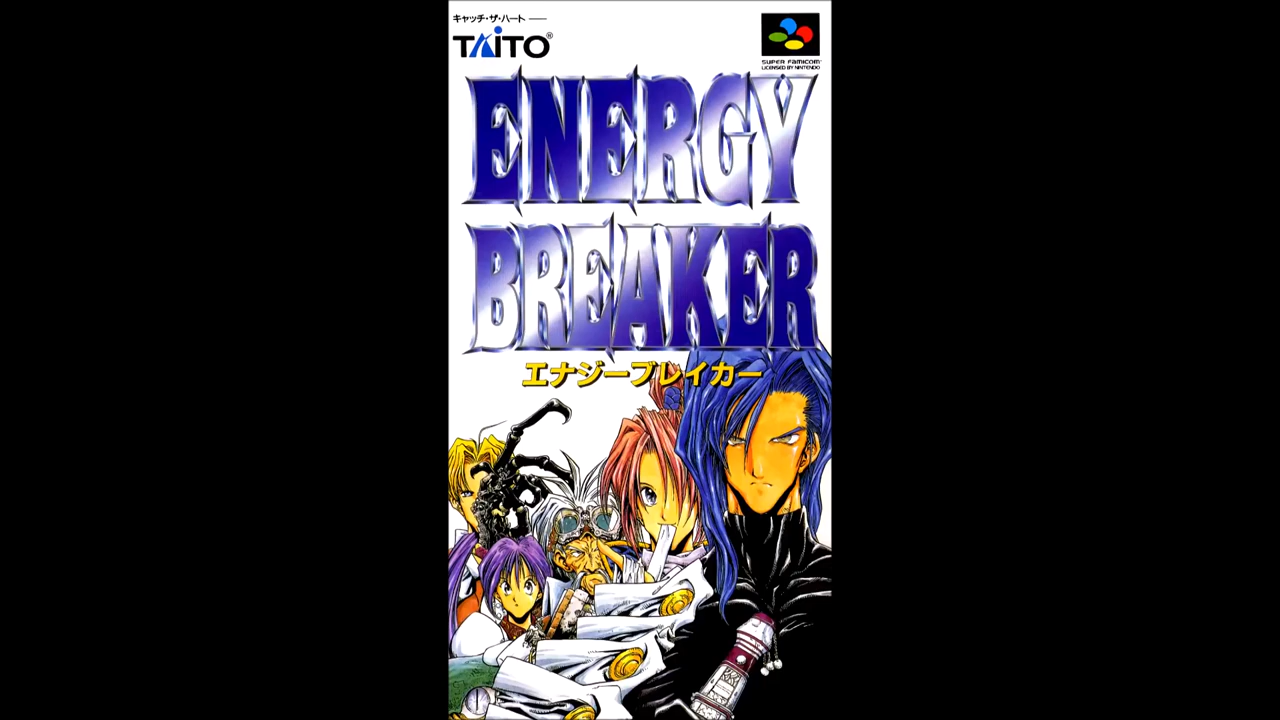 キャッチ・ザ・ハート
TAITO®
SUPER FAMICOM
LICENSED BY NINTENDO
ENERGY
BREAKER
エナジーブレイカー